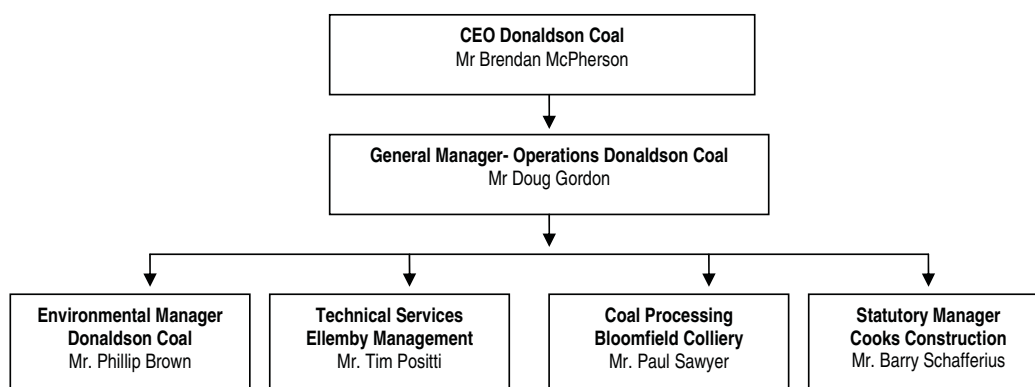 CEO Donaldson Coal
Mr Brendan McPherson
General Manager- Operations Donaldson Coal
Mr Doug Gordon
Environmental Manager
Donaldson Coal
Mr. Phillip Brown
Technical Services
Ellemby Management
Mr. Tim Positti
Coal Processing
Bloomfield Colliery
Mr. Paul Sawyer
Statutory Manager
Cooks Construction
Mr. Barry Schafferius